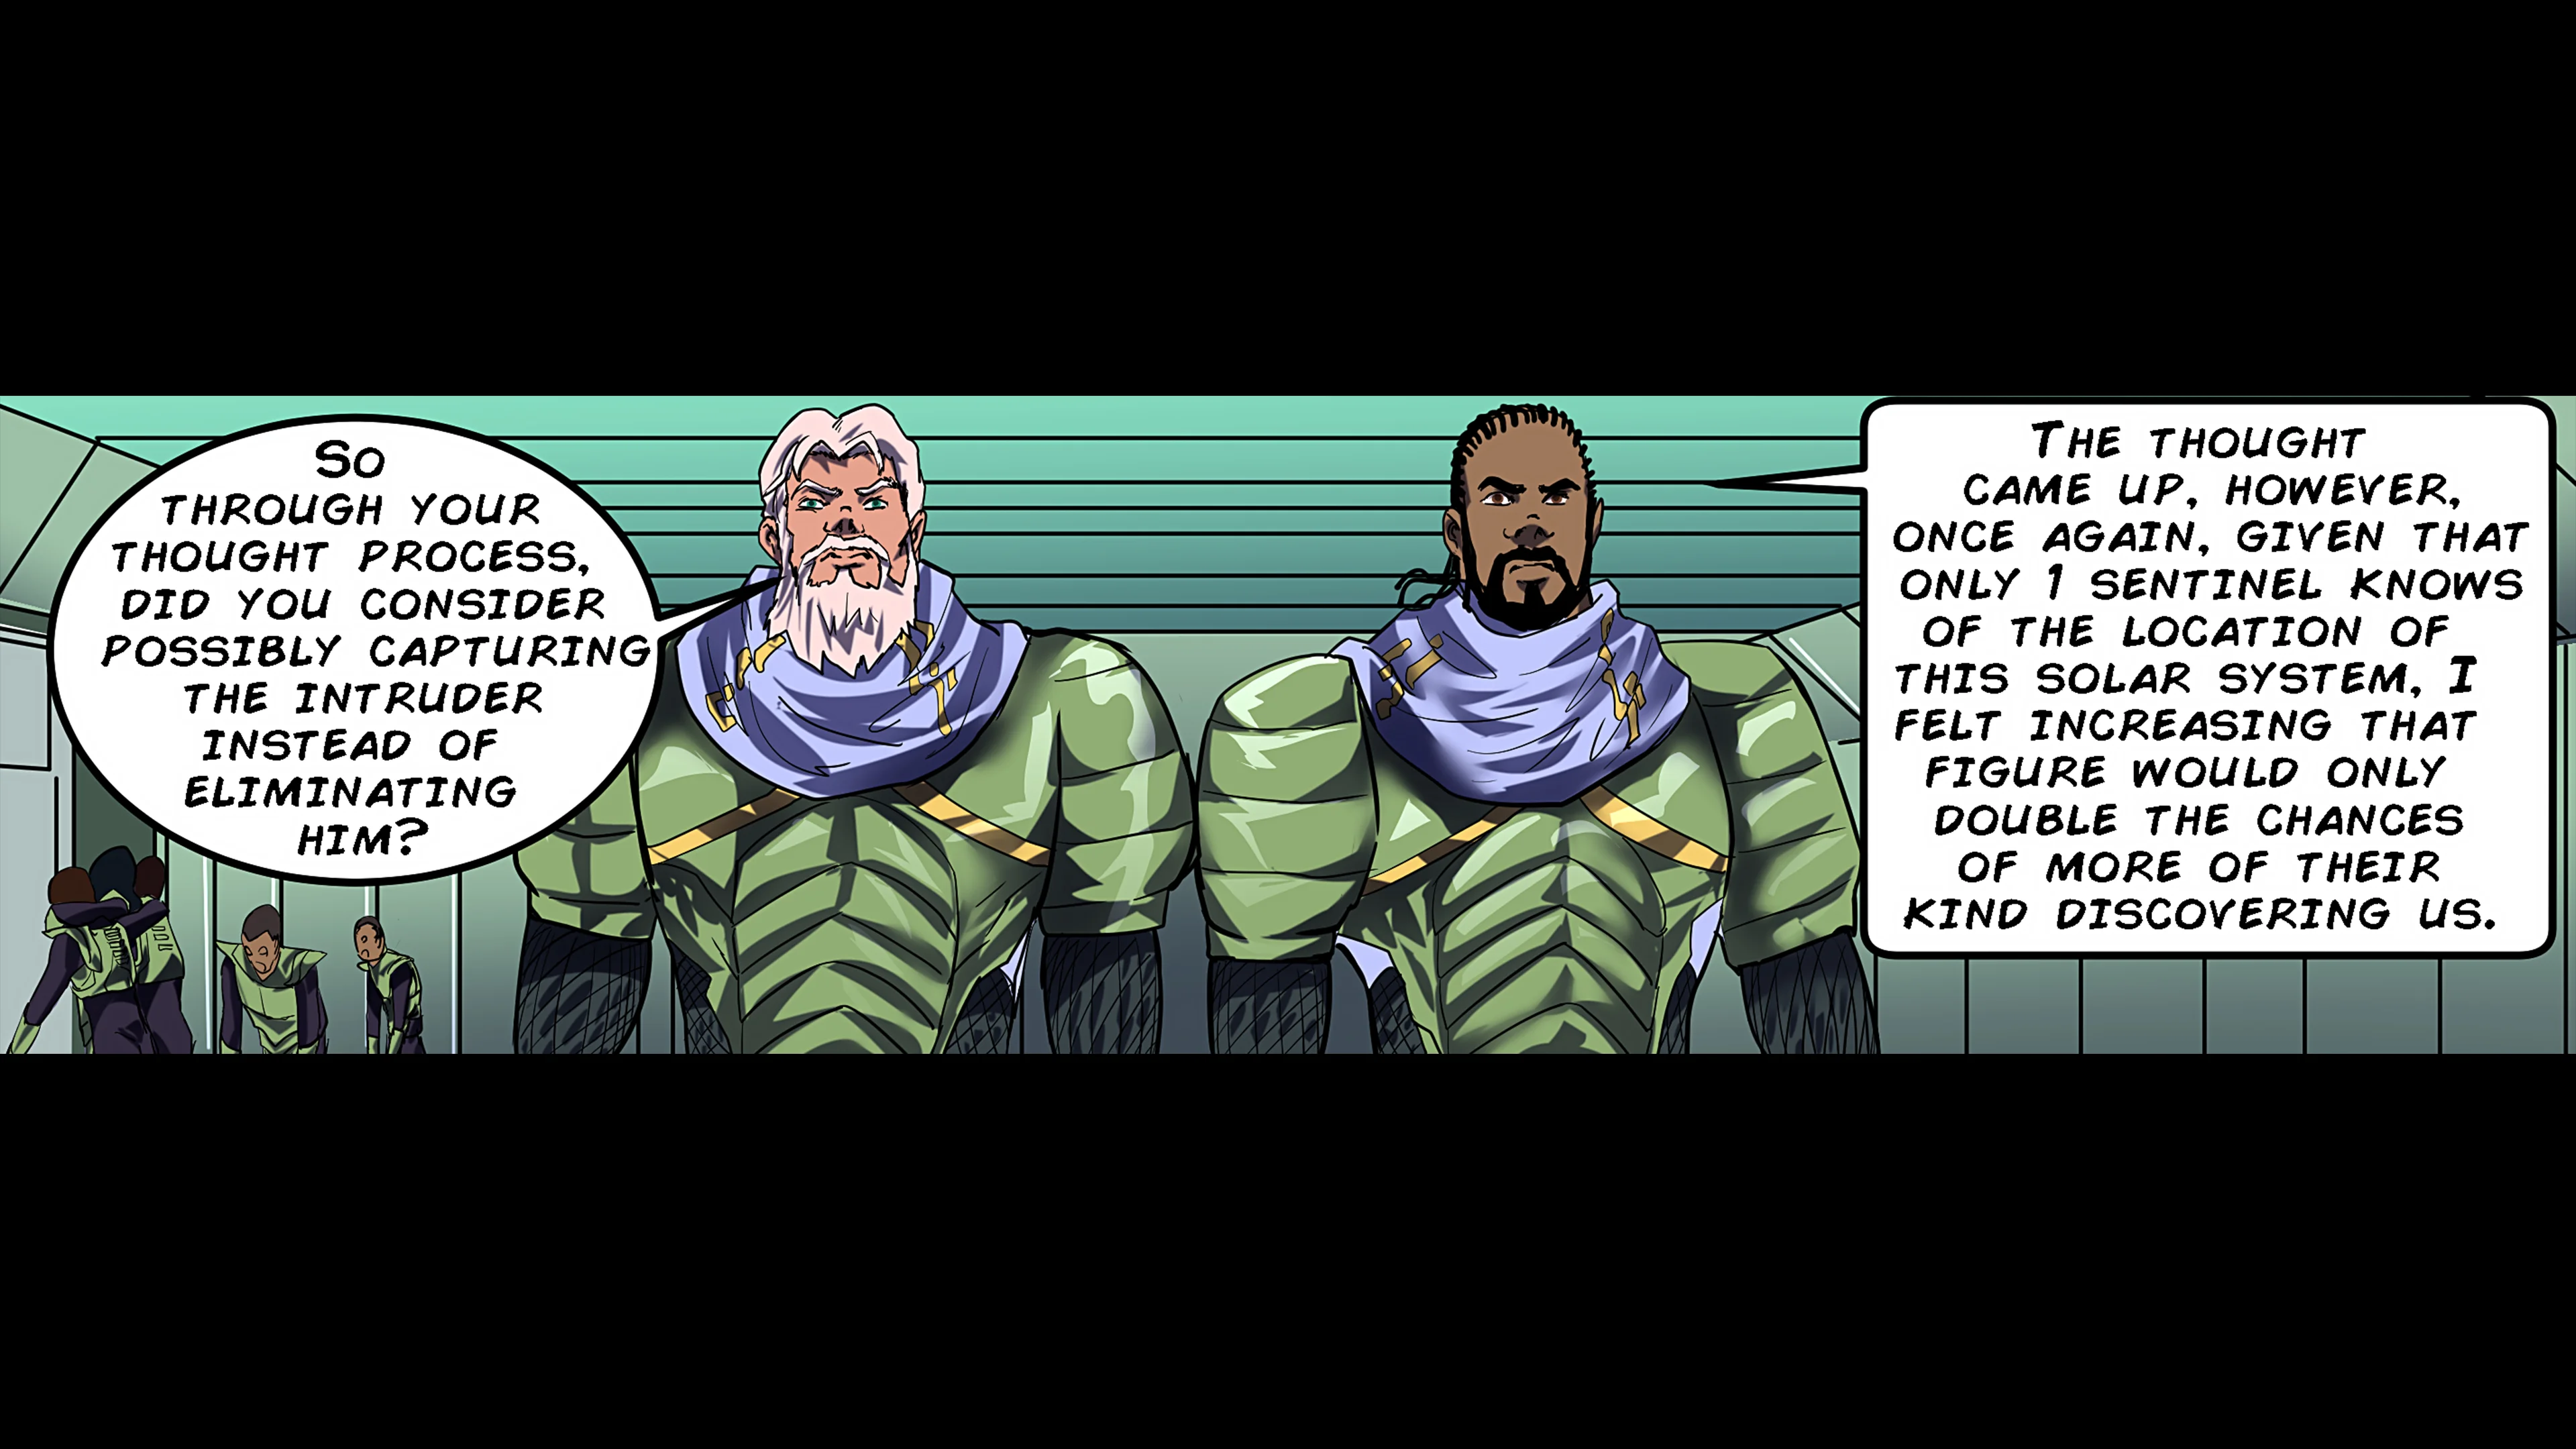 So
THROUGH YOUR
THOUGHT PROCESS,
DID YOU CONSIDER
POSSIBLY CAPTURING
THE INTRUDER
INSTEAD OF
ELIMINATING
HIM?
THE THOUGHT
CAME UP, HOWEVER,
ONCE AGAIN, GIVEN THAT
ONLY 1 SENTINEL KNOWS
OF THE LOCATION OF
THIS SOLAR SYSTEM, I
FELT INCREASING THAT
FIGURE WOULD ONLY
DOUBLE THE CHANCES
OF MORE OF THEIR
KIND DISCOVERING US.